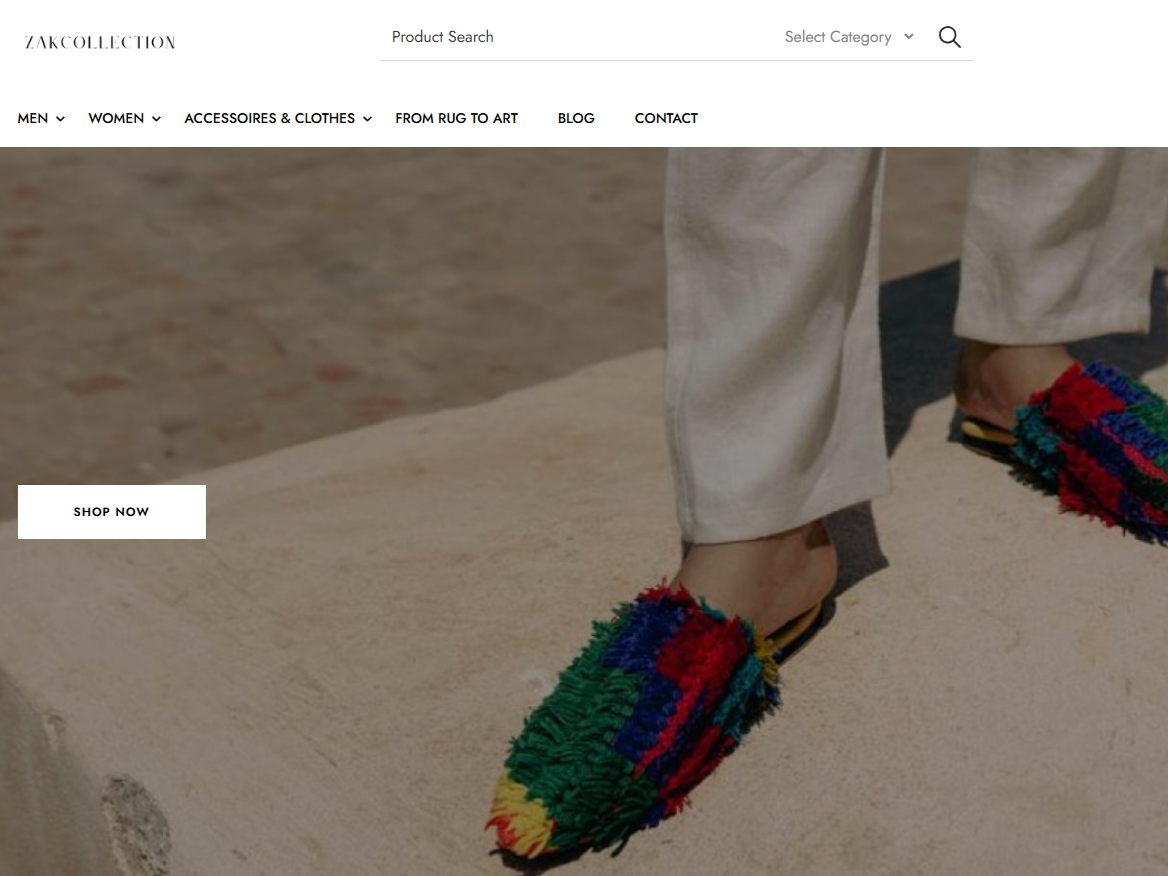 ZAKCOLLECTION
Product Search
Select Category
MEN
WOMEN
ACCESSOIRES & CLOTHES
FROM RUG TO ART
BLOG
CONTACT
SHOP NOW